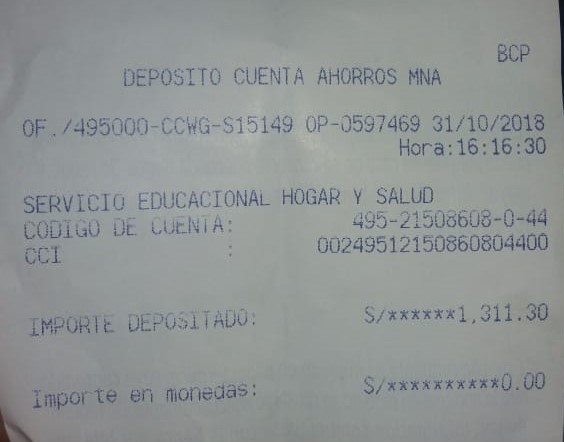 BCP
DEPOSITO CUENTA AHORROS MNA
OF./495000-CCWG-S15149 OP-0597469 31/10/2018
Hora:16:16:30
SERVICIO EDUCACIONAL HOGAR Y SALUD
CODIGO DE CUENTA: 495-21508608-0-44
CCI : 00249512150860804400
IMPORTE DEPOSITADO: S/******1,311.30
Importe en monedas: S/**********0.00